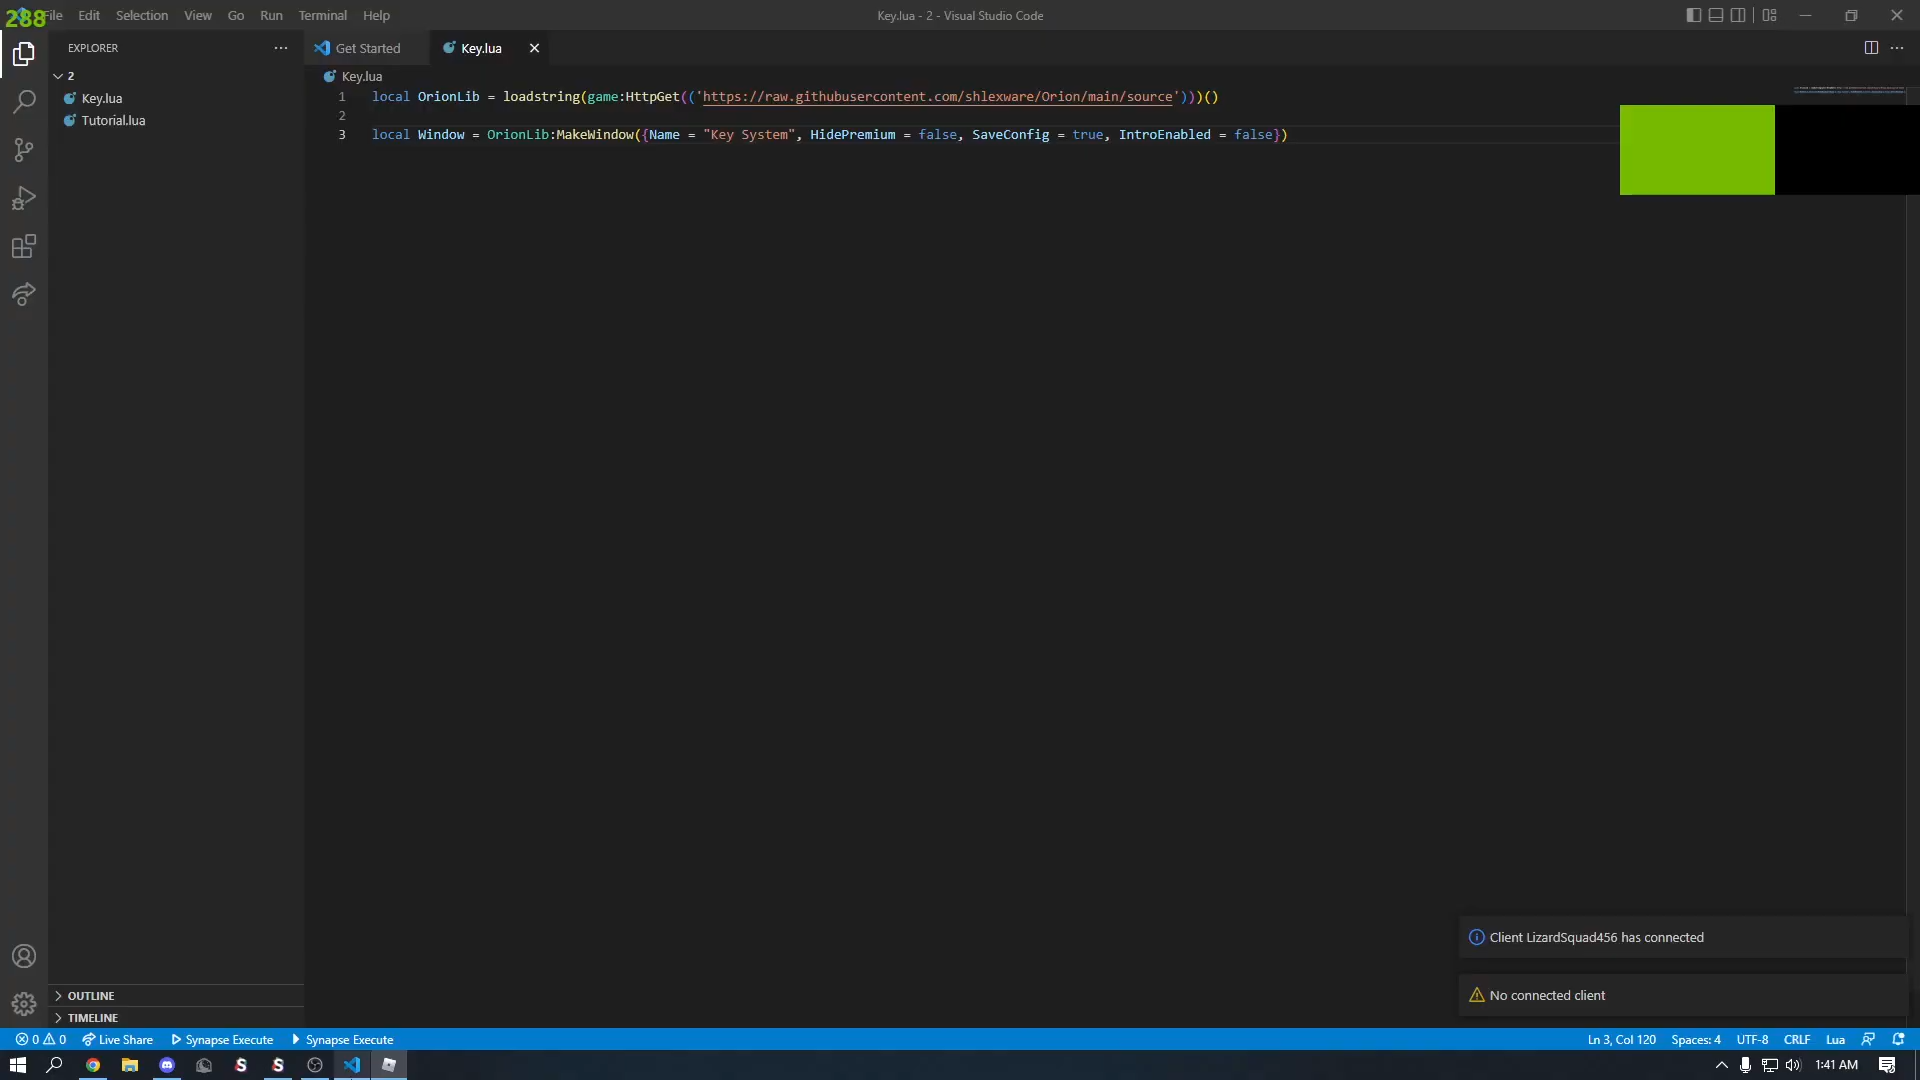 288
File Edit Selection View Go Run Terminal Help
Key.lua - 2 - Visual Studio Code
EXPLORER
Get Started
Key.lua
2
Key.lua
Tutorial.lua
Key.lua
1 local OrionLib = loadstring(game:HttpGet(('https://raw.githubusercontent.com/shlexware/Orion/main/source')))()
2
3 local Window = OrionLib:MakeWindow({Name = "Key System", HidePremium = false, SaveConfig = true, IntroEnabled = false})
Client LizardSquad456 has connected
No connected client
OUTLINE
TIMELINE
0 0 Live Share Synapse Execute Synapse Execute
Ln 3, Col 120 Spaces: 4 UTF-8 CRLF Lua
1:41 AM